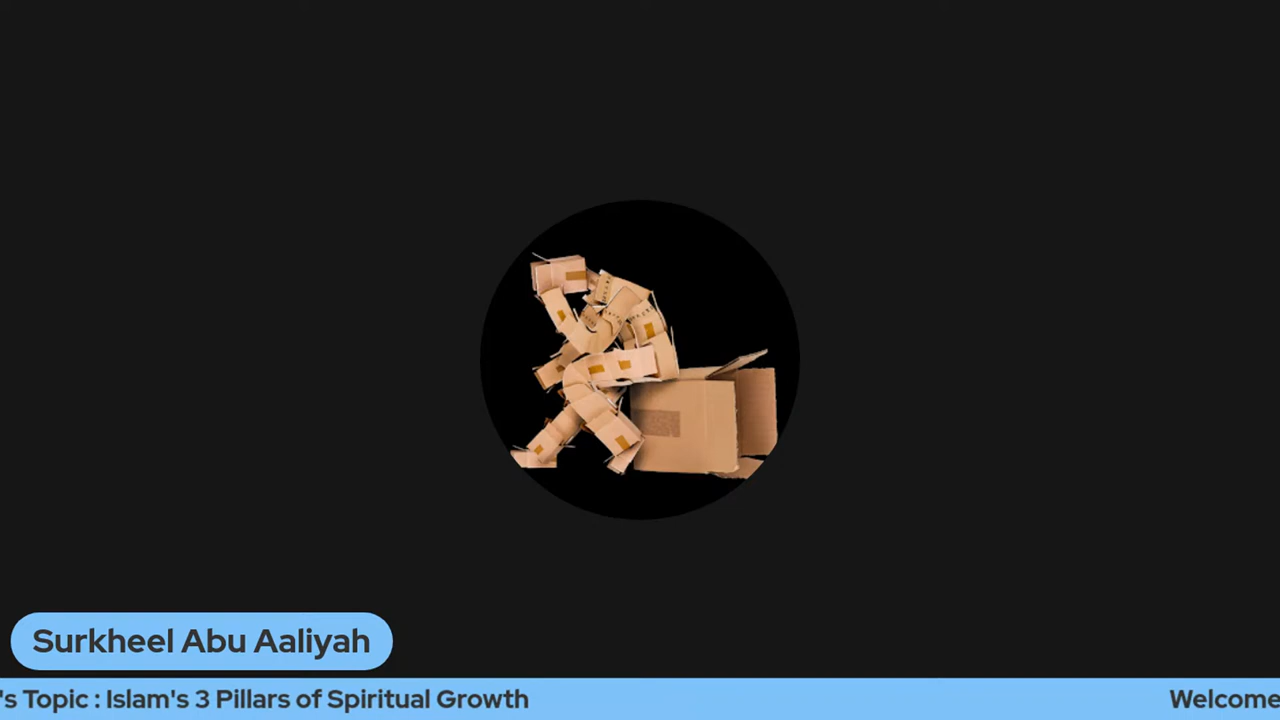 Surkheel Abu Aaliyah
's Topic : Islam's 3 Pillars of Spiritual Growth
Welcome